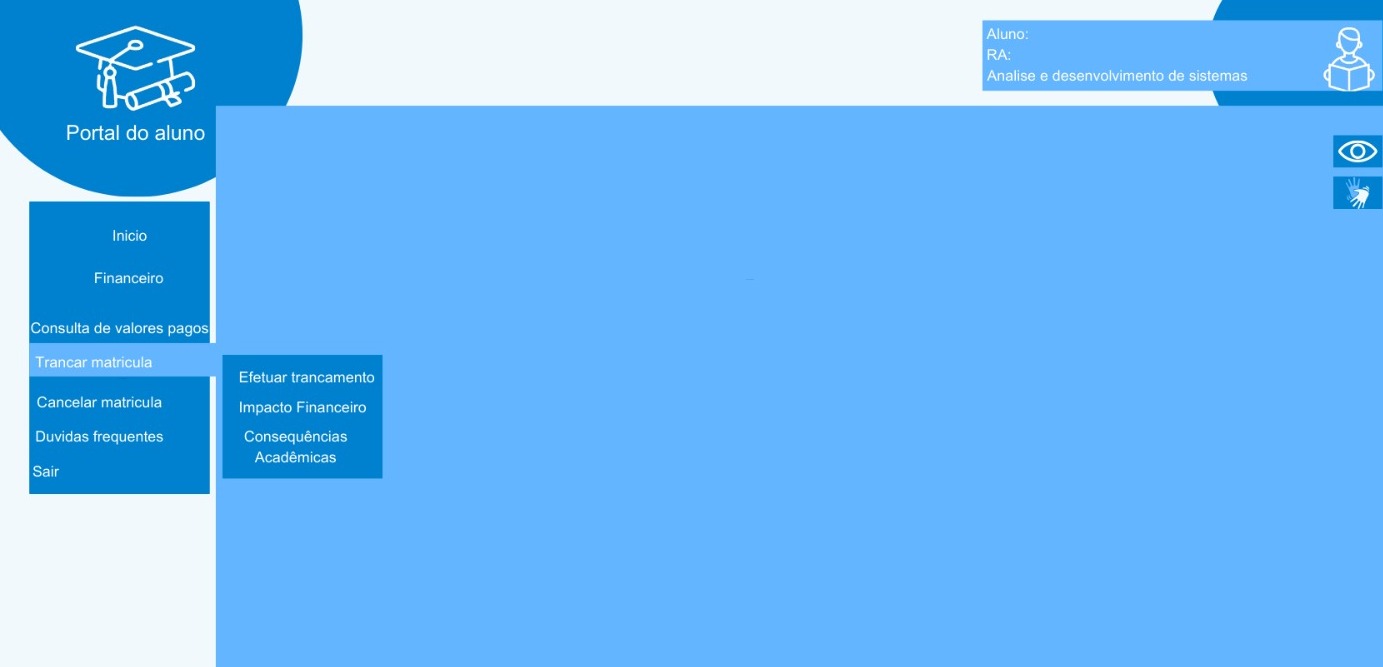 Portal do aluno
Aluno:
RA:
Analise e desenvolvimento de sistemas
Inicio
Financeiro
Consulta de valores pagos
Trancar matricula
Cancelar matricula
Duvidas frequentes
Sair
Efetuar trancamento
Impacto Financeiro
Consequências
Acadêmicas